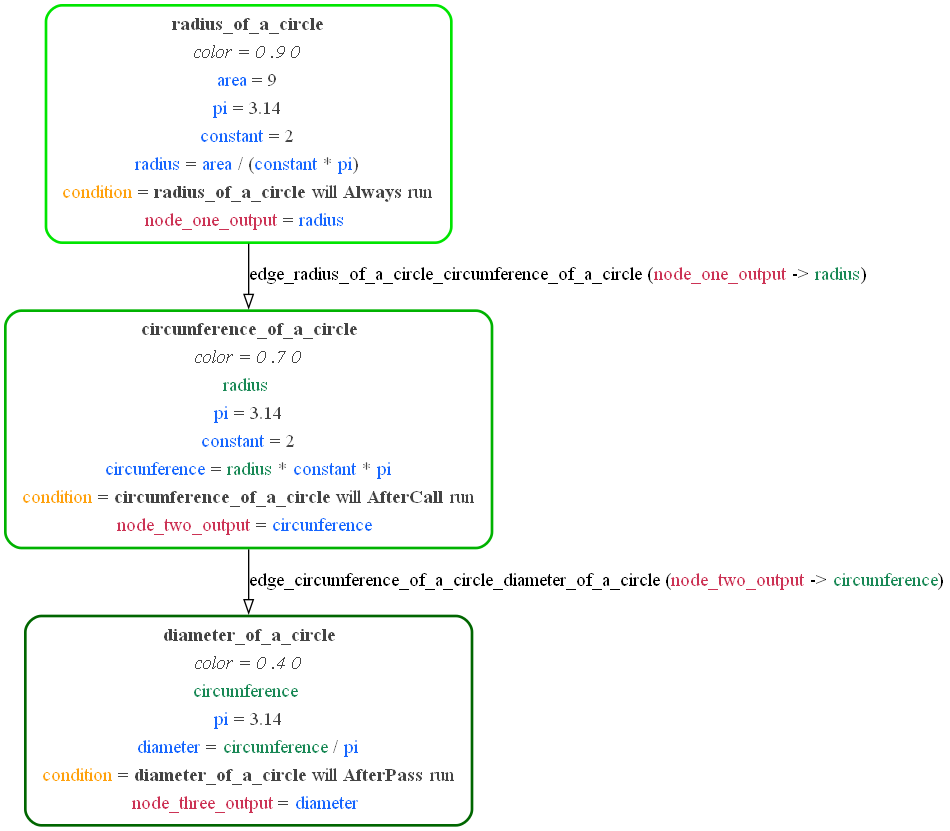 radius_of_a_circle
color = 0 .9 0
area = 9
pi = 3.14
constant = 2
radius = area / (constant * pi)
condition = radius_of_a_circle will Always run
node_one_output = radius
edge_radius_of_a_circle_circumference_of_a_circle (node_one_output -> radius)
circumference_of_a_circle
color = 0 .7 0
radius
pi = 3.14
constant = 2
circunference = radius * constant * pi
condition = circumference_of_a_circle will AfterCall run
node_two_output = circunference
edge_circumference_of_a_circle_diameter_of_a_circle (node_two_output -> circumference)
diameter_of_a_circle
color = 0 .4 0
circumference
pi = 3.14
diameter = circumference / pi
condition = diameter_of_a_circle will AfterPass run
node_three_output = diameter